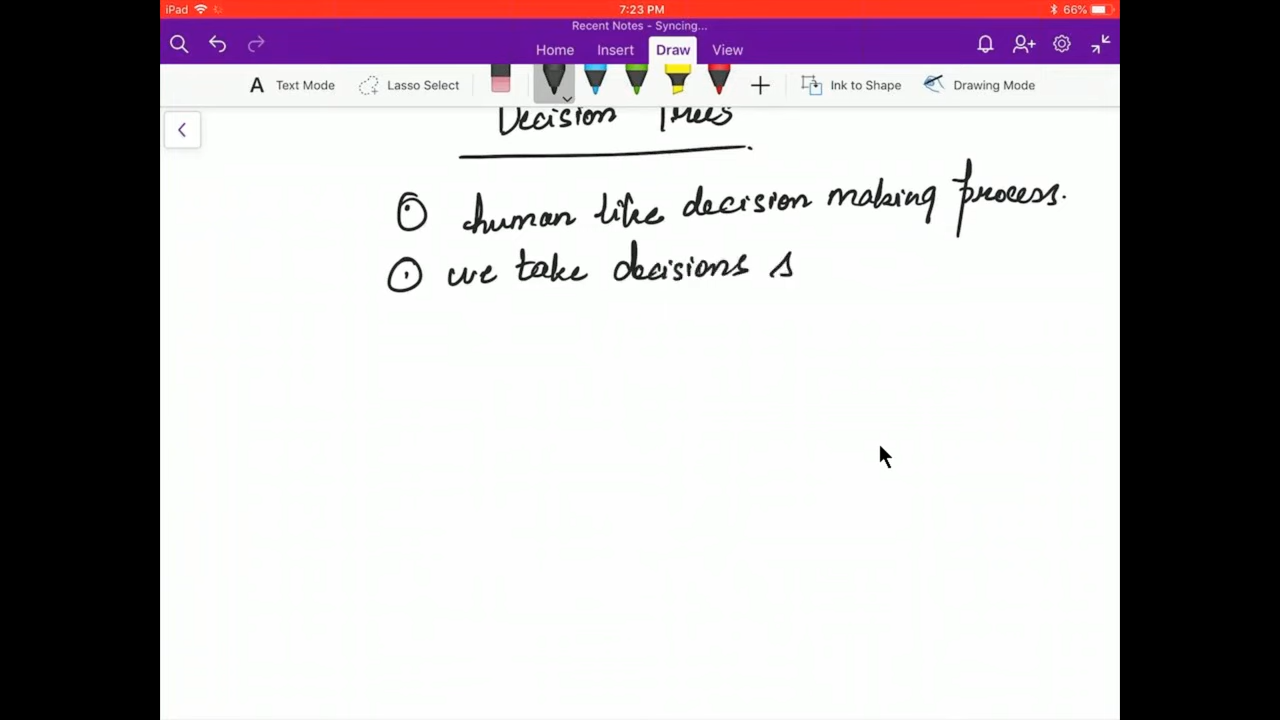 iPad 7:23 PM 66%
Recent Notes - Syncing...
Home Insert Draw View
A Text Mode Lasso Select Ink to Shape Drawing Mode
Decision Trees
human like decision making process.
we take decisions s